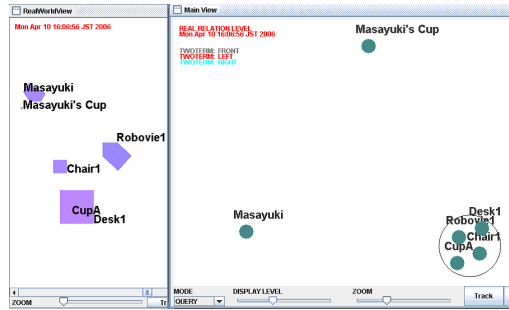 RealWorldView
Mon Apr 10 16:06:56 JST 2006
Masayuki
Masayuki's Cup
Robovie1
Chair1
CupA
Desk1
ZOOM
Tr
Main View
REAL RELATION LEVEL
Mon Apr 10 16:06:56 JST 2006
TWOTERM: FRONT
TWOTERM: LEFT
TWOTERM: RIGHT
Masayuki's Cup
Masayuki
Desk1
Robovie1
Chair1
CupA
MODE
QUERY
DISPLAY LEVEL
ZOOM
Track